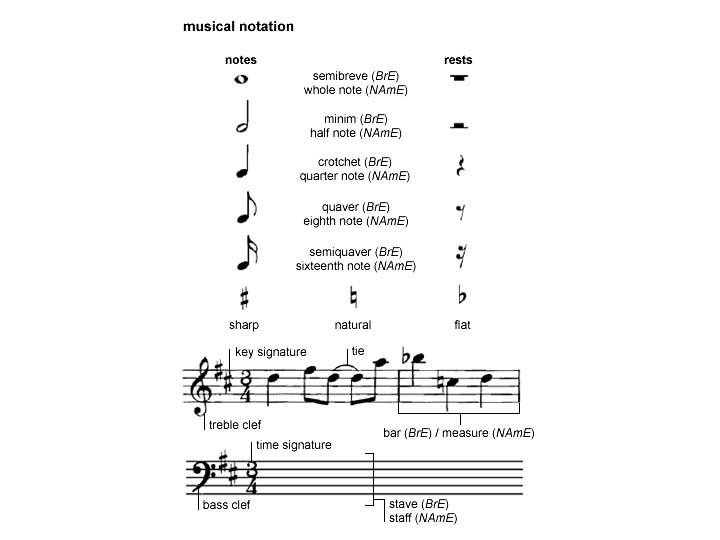 musical notation
notes
rests
semibreve (BrE)
whole note (NAmE)
minim (BrE)
half note (NAmE)
crotchet (BrE)
quarter note (NAmE)
quaver (BrE)
eighth note (NAmE)
semiquaver (BrE)
sixteenth note (NAmE)
sharp
natural
flat
key signature
tie
3
4
treble clef
bar (BrE) / measure (NAmE)
time signature
3
4
bass clef
stave (BrE)
staff (NAmE)